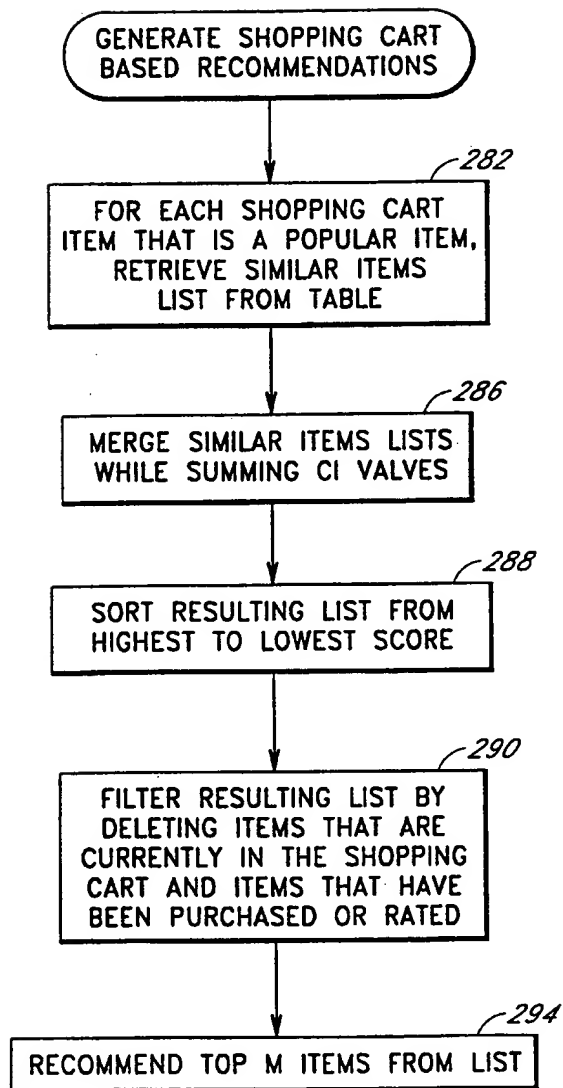 GENERATE SHOPPING CART
BASED RECOMMENDATIONS
282
FOR EACH SHOPPING CART
ITEM THAT IS A POPULAR ITEM,
RETRIEVE SIMILAR ITEMS
LIST FROM TABLE
286
MERGE SIMILAR ITEMS LISTS
WHILE SUMMING CI VALVES
288
SORT RESULTING LIST FROM
HIGHEST TO LOWEST SCORE
290
FILTER RESULTING LIST BY
DELETING ITEMS THAT ARE
CURRENTLY IN THE SHOPPING
CART AND ITEMS THAT HAVE
BEEN PURCHASED OR RATED
294
RECOMMEND TOP M ITEMS FROM LIST